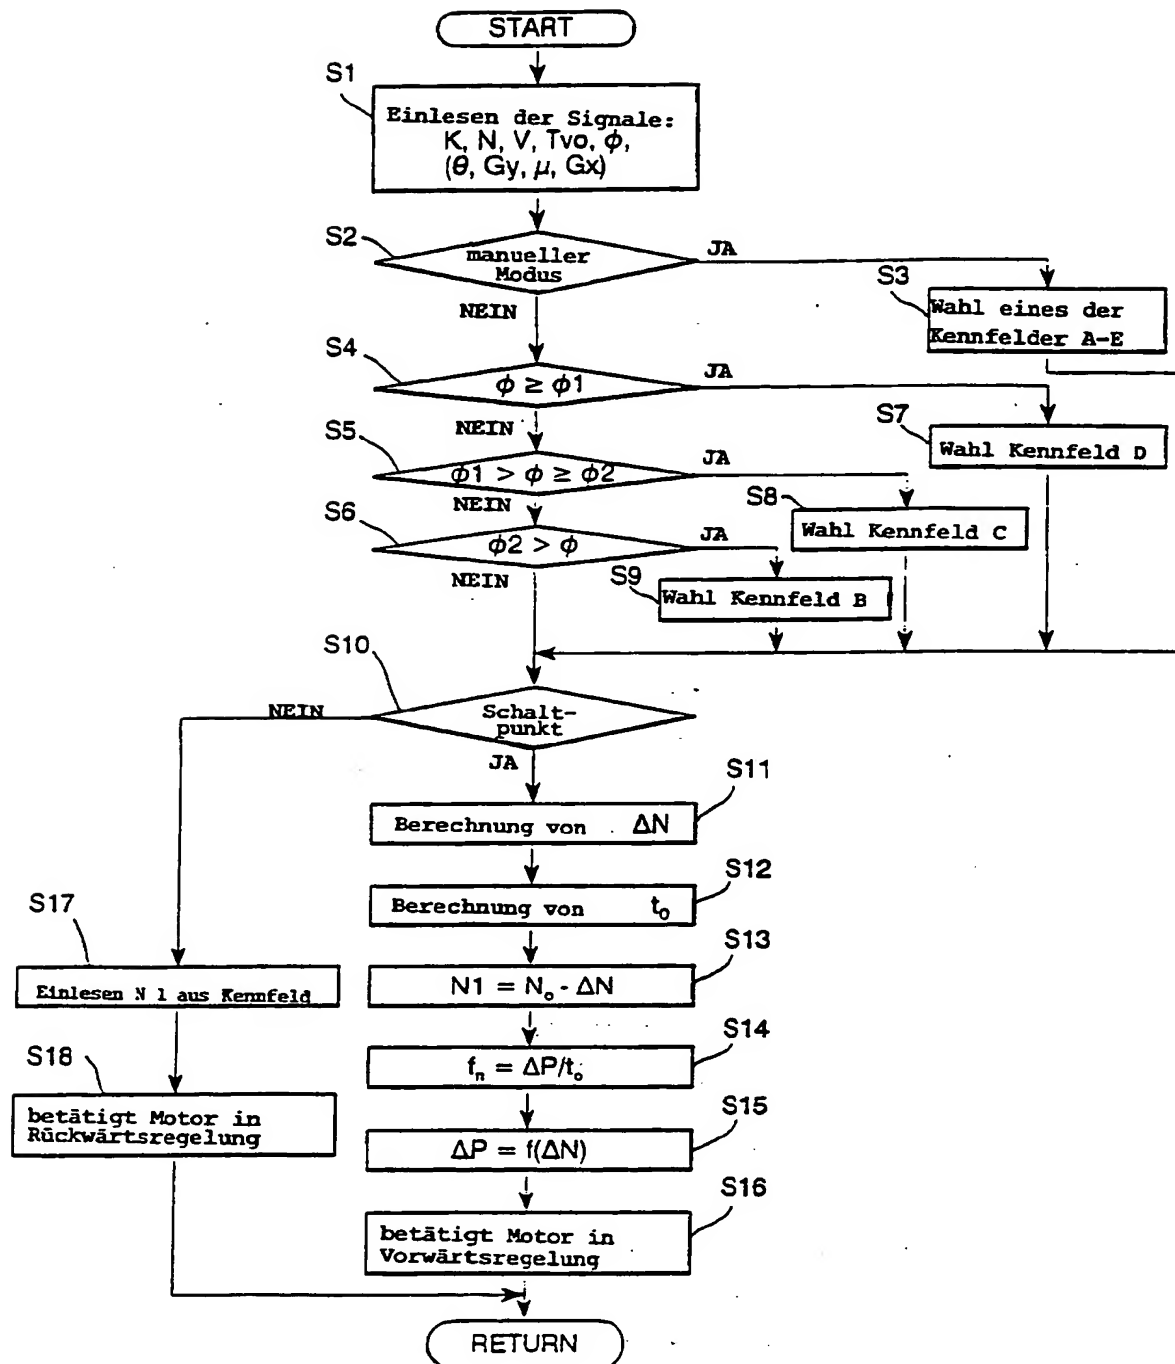 START
S1
Einlesen der Signale:
K, N, V, Tvo, ϕ,
(θ, Gy, μ, Gx)
S2
manueller
Modus
JA
NEIN
S3
Wahl eines der
Kennfelder A-E
S4
ϕ ≥ ϕ1
JA
NEIN
S7
Wahl Kennfeld D
S5
ϕ1 > ϕ ≥ ϕ2
JA
NEIN
S8
Wahl Kennfeld C
S6
ϕ2 > ϕ
JA
NEIN
S9
Wahl Kennfeld B
S10
Schalt-
punkt
NEIN
JA
S11
Berechnung von ΔN
S12
Berechnung von t₀
S13
N1 = N₀ - ΔN
S14
fₙ = ΔP/t₀
S15
ΔP = f(ΔN)
S16
betätigt Motor in
Vorwärtsregelung
S17
Einlesen N 1 aus Kennfeld
S18
betätigt Motor in
Rückwärtsregelung
RETURN